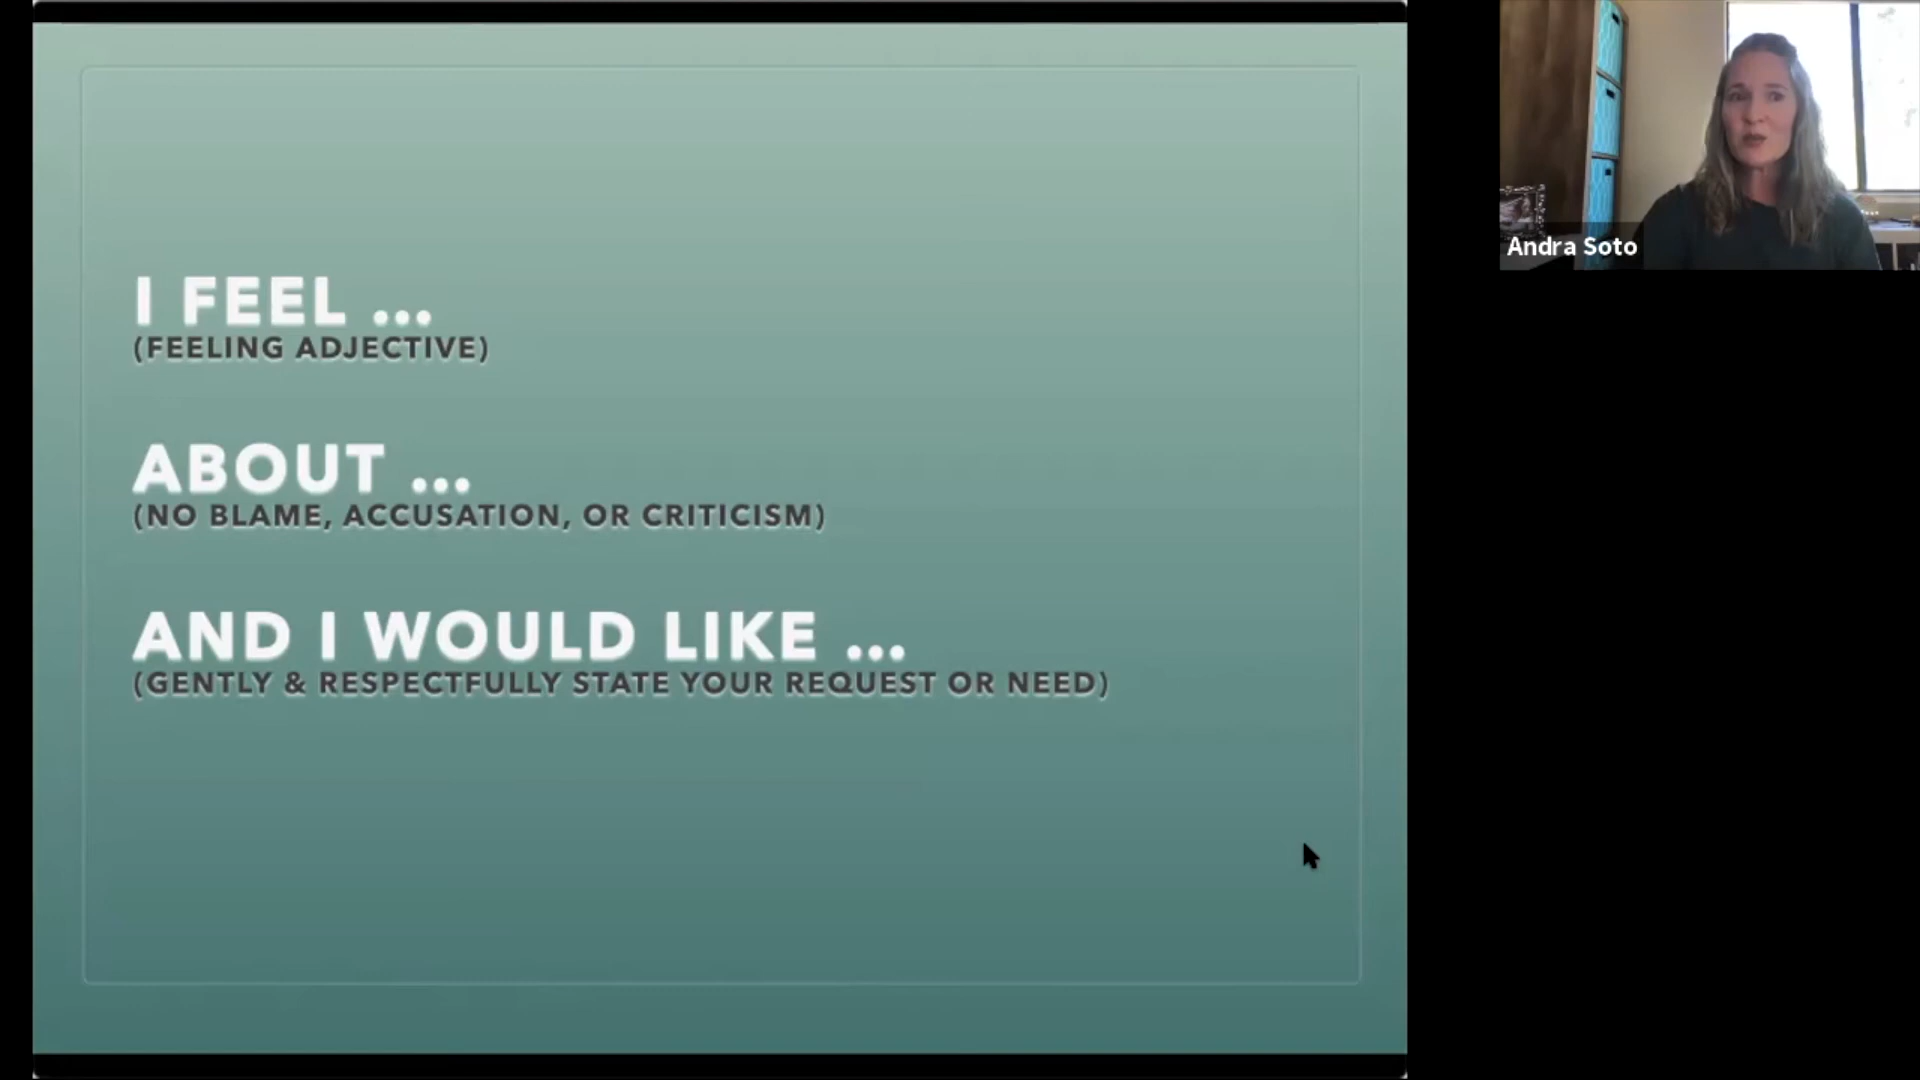 I FEEL ...
(FEELING ADJECTIVE)
ABOUT ...
(NO BLAME, ACCUSATION, OR CRITICISM)
AND I WOULD LIKE ...
(GENTLY & RESPECTFULLY STATE YOUR REQUEST OR NEED)
Andra Soto